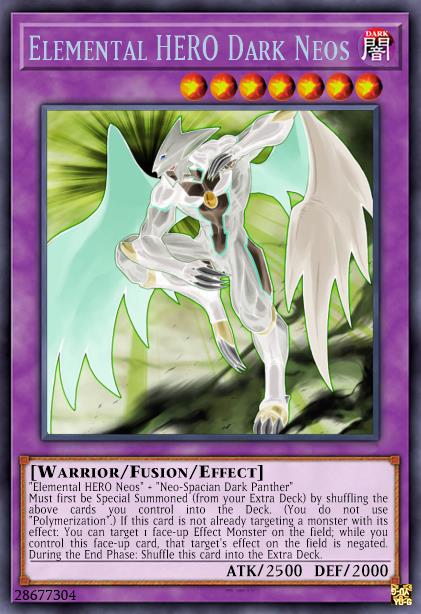 Elemental HERO Dark Neos
DARK
闇
[Warrior/Fusion/Effect]
"Elemental HERO Neos" + "Neo-Spacian Dark Panther"
Must first be Special Summoned (from your Extra Deck) by shuffling the
above cards you control into the Deck. (You do not use
"Polymerization".) If this card is not already targeting a monster with its
effect: You can target 1 face-up Effect Monster on the field; while you
control this face-up card, that target's effect on the field is negated.
During the End Phase: Shuffle this card into the Extra Deck.
ATK/2500 DEF/2000
28677304